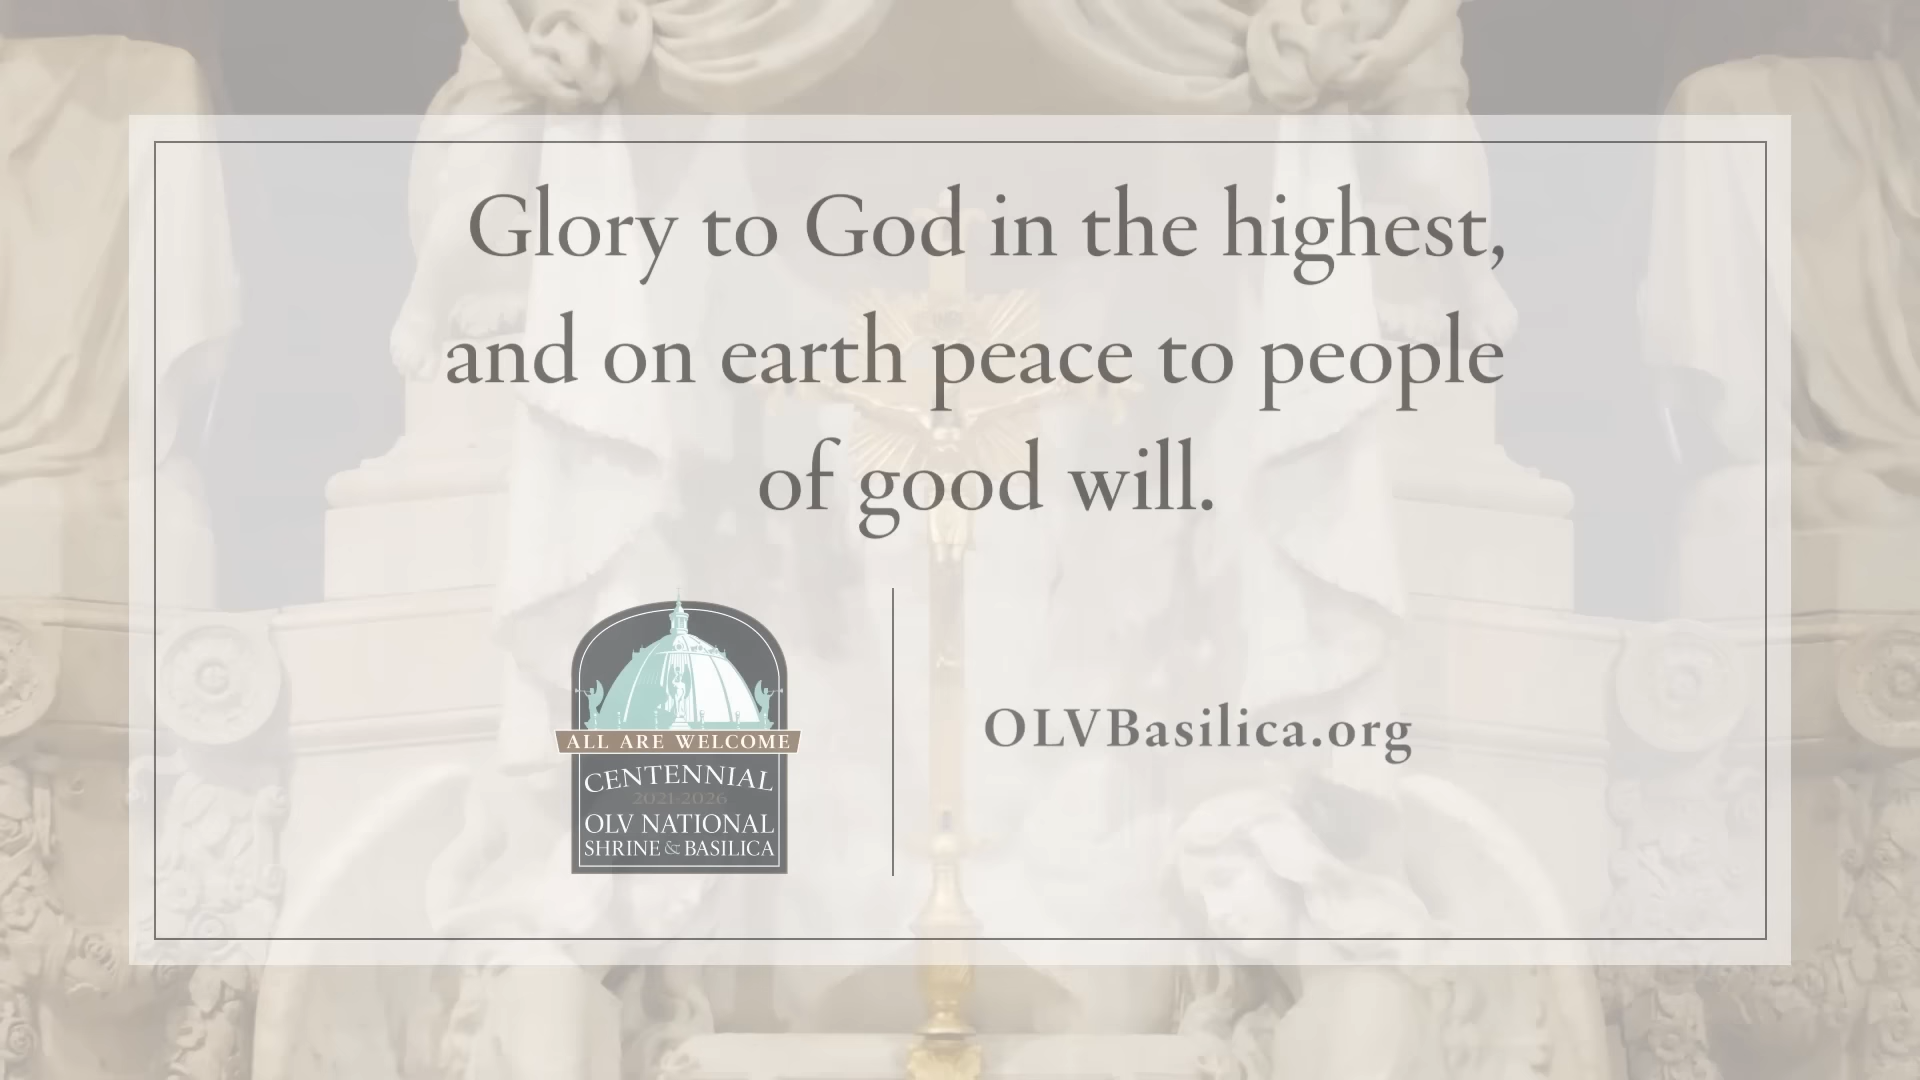 Glory to God in the highest,
and on earth peace to people
of good will.
ALL ARE WELCOME
CENTENNIAL
2021-2026
OLV NATIONAL
SHRINE & BASILICA
OLVBasilica.org